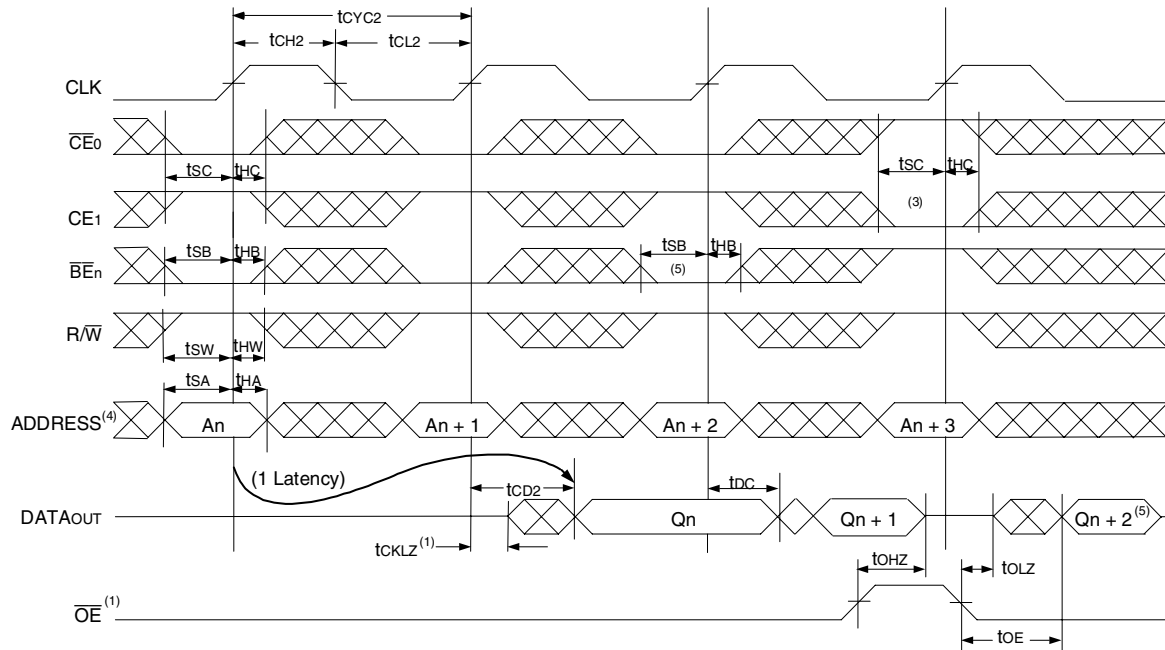 tCYC2
tCH2 tCL2
CLK
CE0
tSC tHC tSC tHC
(3)
CE1
tSB tHB tSB tHB
(5)
BEn
R/W
tSW tHW
tSA tHA
ADDRESS(4) An An + 1 An + 2 An + 3
(1 Latency) tCD2 tDC
DATAOUT Qn Qn + 1 Qn + 2(5)
tCKLZ(1)
tOHZ tOLZ
OE(1)
tOE